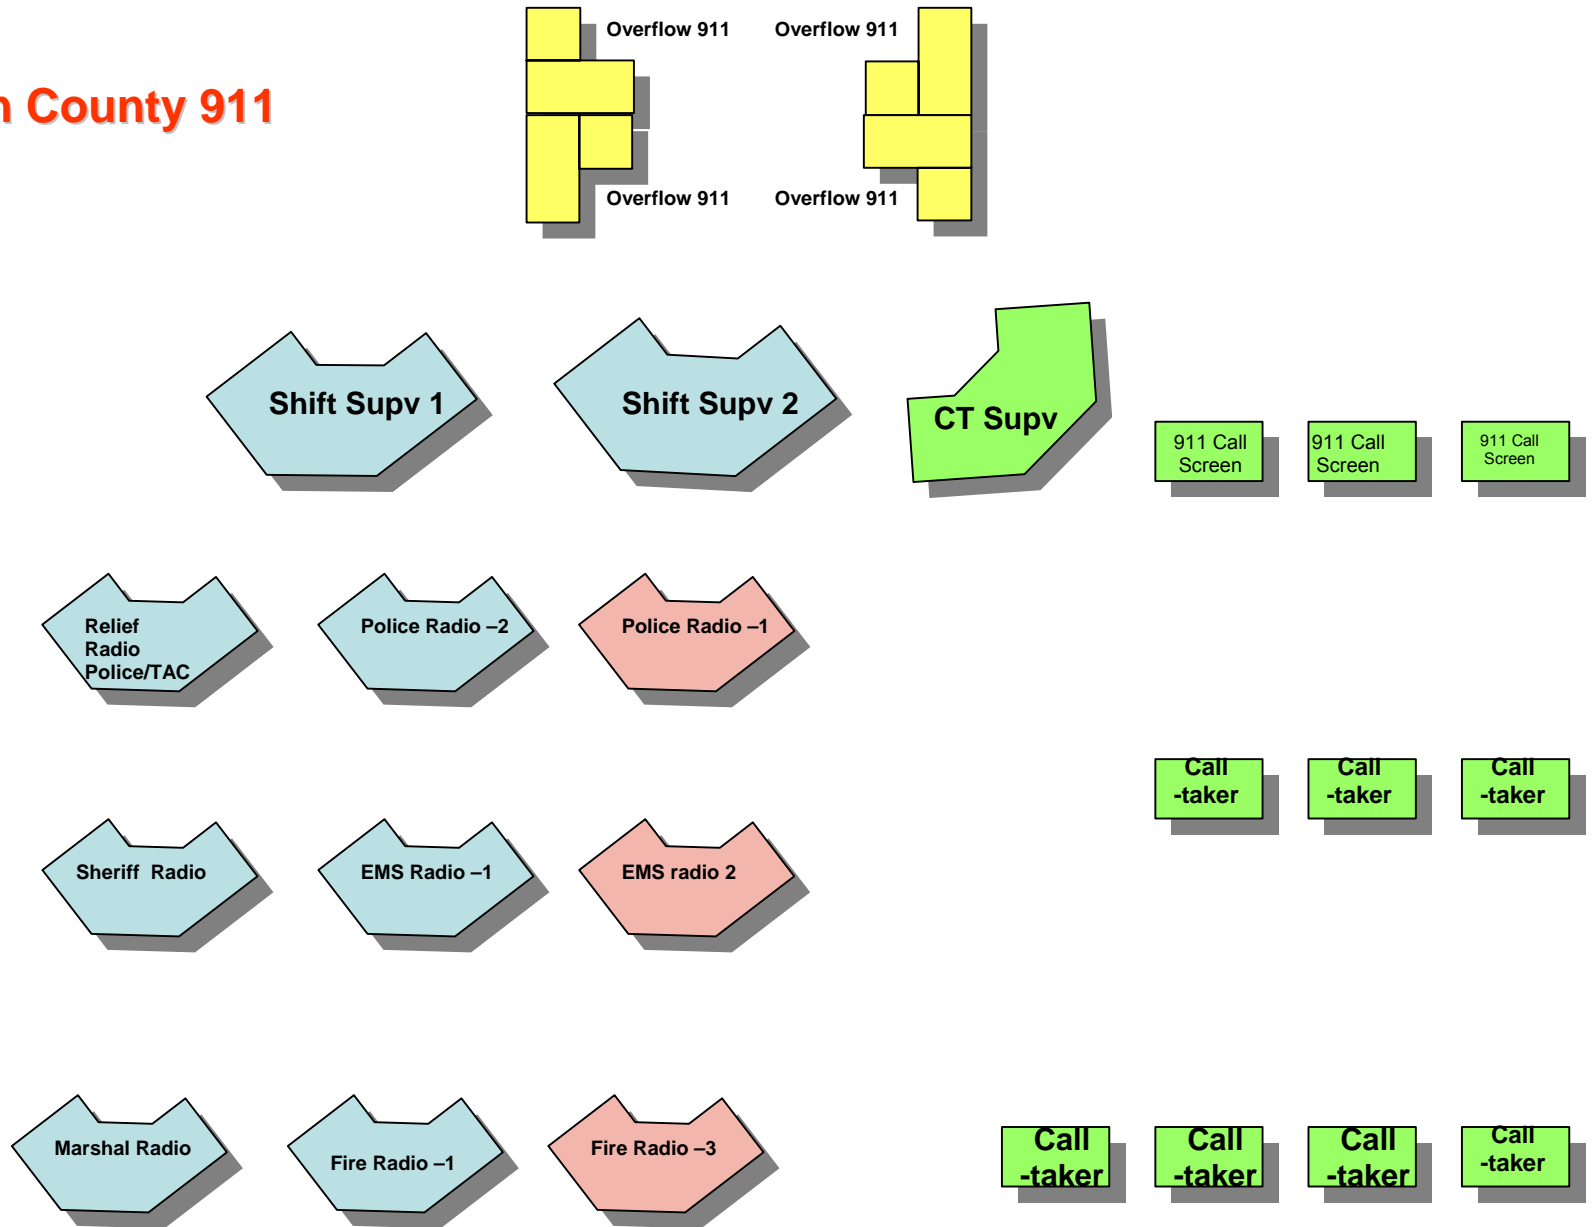 Overflow 911
Overflow 911
County 911
Overflow 911
Overflow 911
Shift Supv 1
Shift Supv 2
CT Supv
911 Call
Screen
911 Call
Screen
911 Call
Screen
Relief
Radio
Police/TAC
Police Radio –2
Police Radio –1
Call
-taker
Call
-taker
Call
-taker
Sheriff  Radio
EMS Radio –1
EMS radio 2
Marshal Radio
Fire Radio –1
Fire Radio –3
Call
-taker
Call
-taker
Call
-taker
Call
-taker